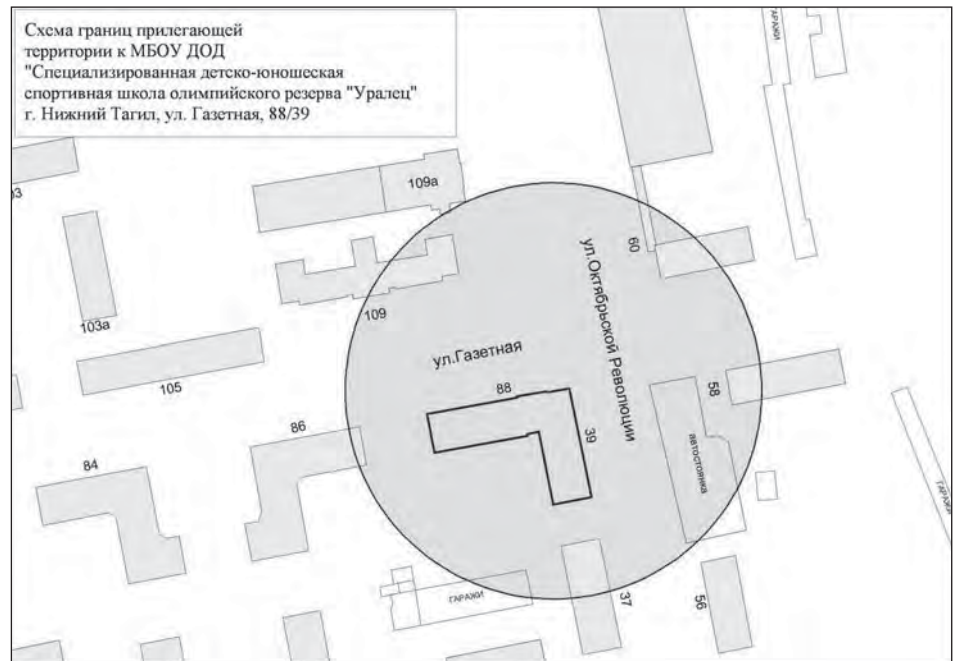 Схема границ прилегающей
территории к МБОУ ДОД
"Специализированная детско-юношеская
спортивная школа олимпийского резерва "Уралец"
г. Нижний Тагил, ул. Газетная, 88/39
ГАРАЖИ
109а
60
ул.Октябрьской Революции
103а
109
ул.Газетная
105
88
58
86
39
84
автостоянка
ГАРАЖИ
ГАРАЖИ
37
56